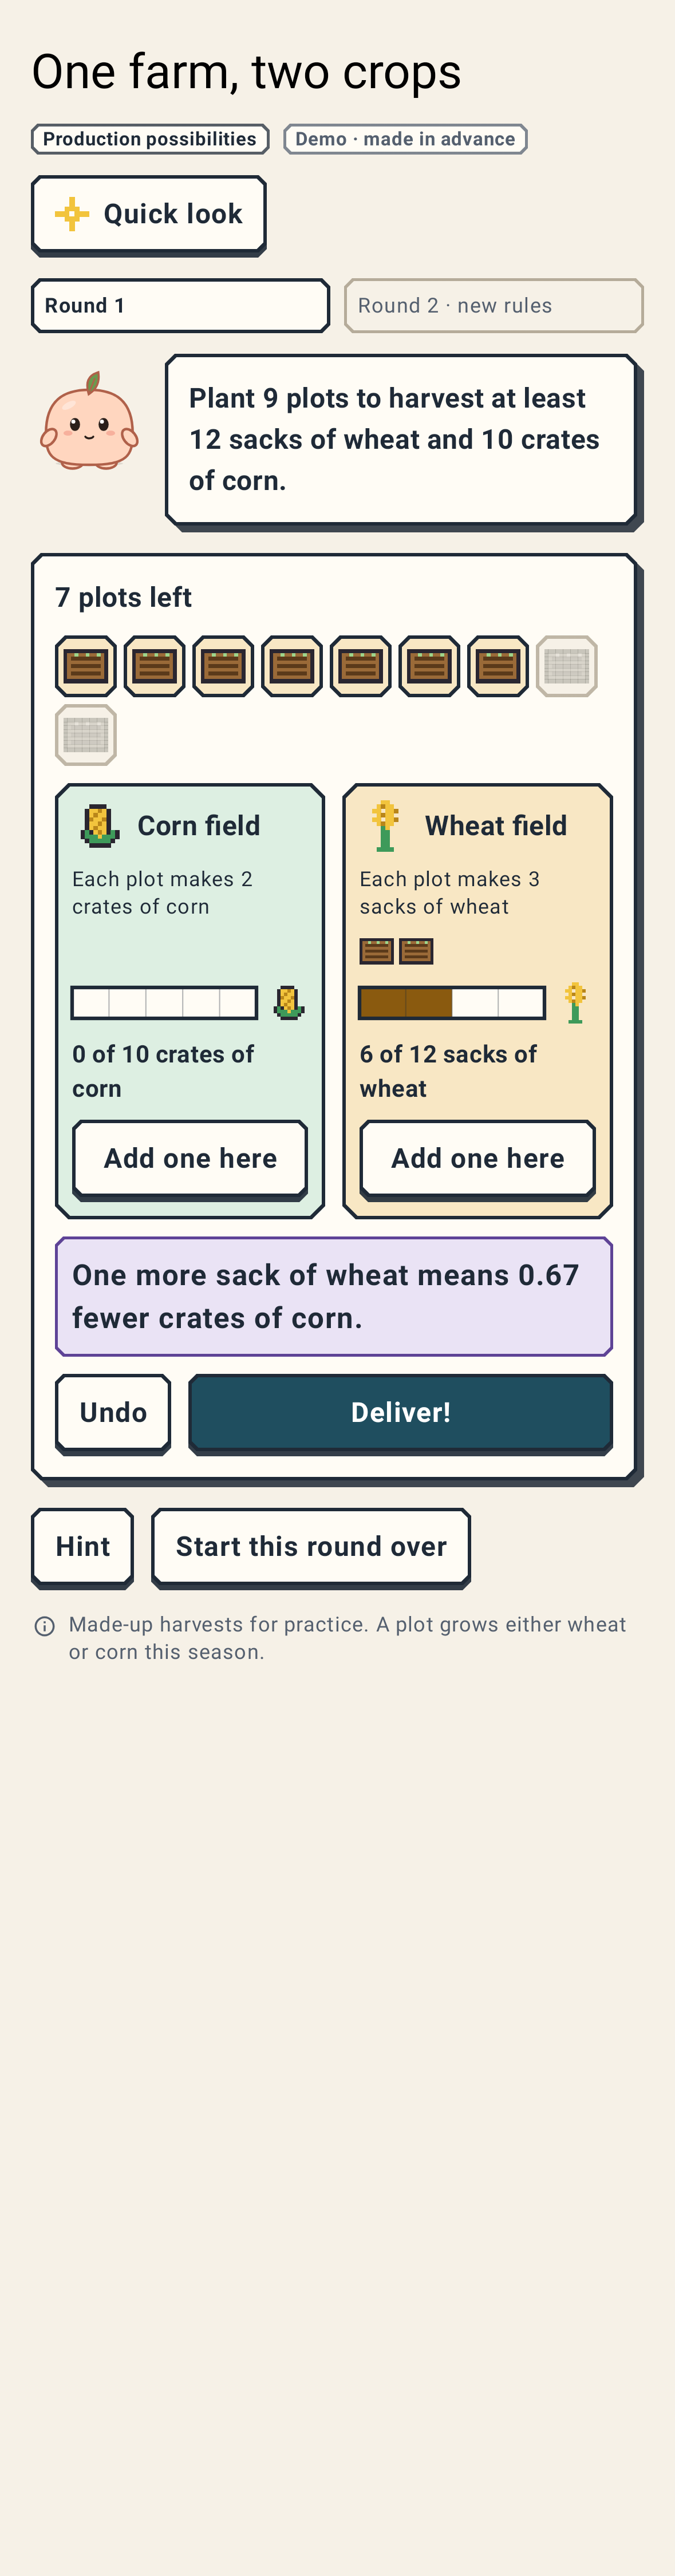 One farm, two crops
Production possibilities
Demo · made in advance
Quick look
Round 1
Round 2 · new rules
Plant 9 plots to harvest at least
12 sacks of wheat and 10 crates
of corn.
7 plots left
Corn field
Each plot makes 2
crates of corn
0 of 10 crates of
corn
Add one here
Wheat field
Each plot makes 3
sacks of wheat
6 of 12 sacks of
wheat
Add one here
One more sack of wheat means 0.67
fewer crates of corn.
Undo
Deliver!
Hint
Start this round over
Made-up harvests for practice. A plot grows either wheat
or corn this season.